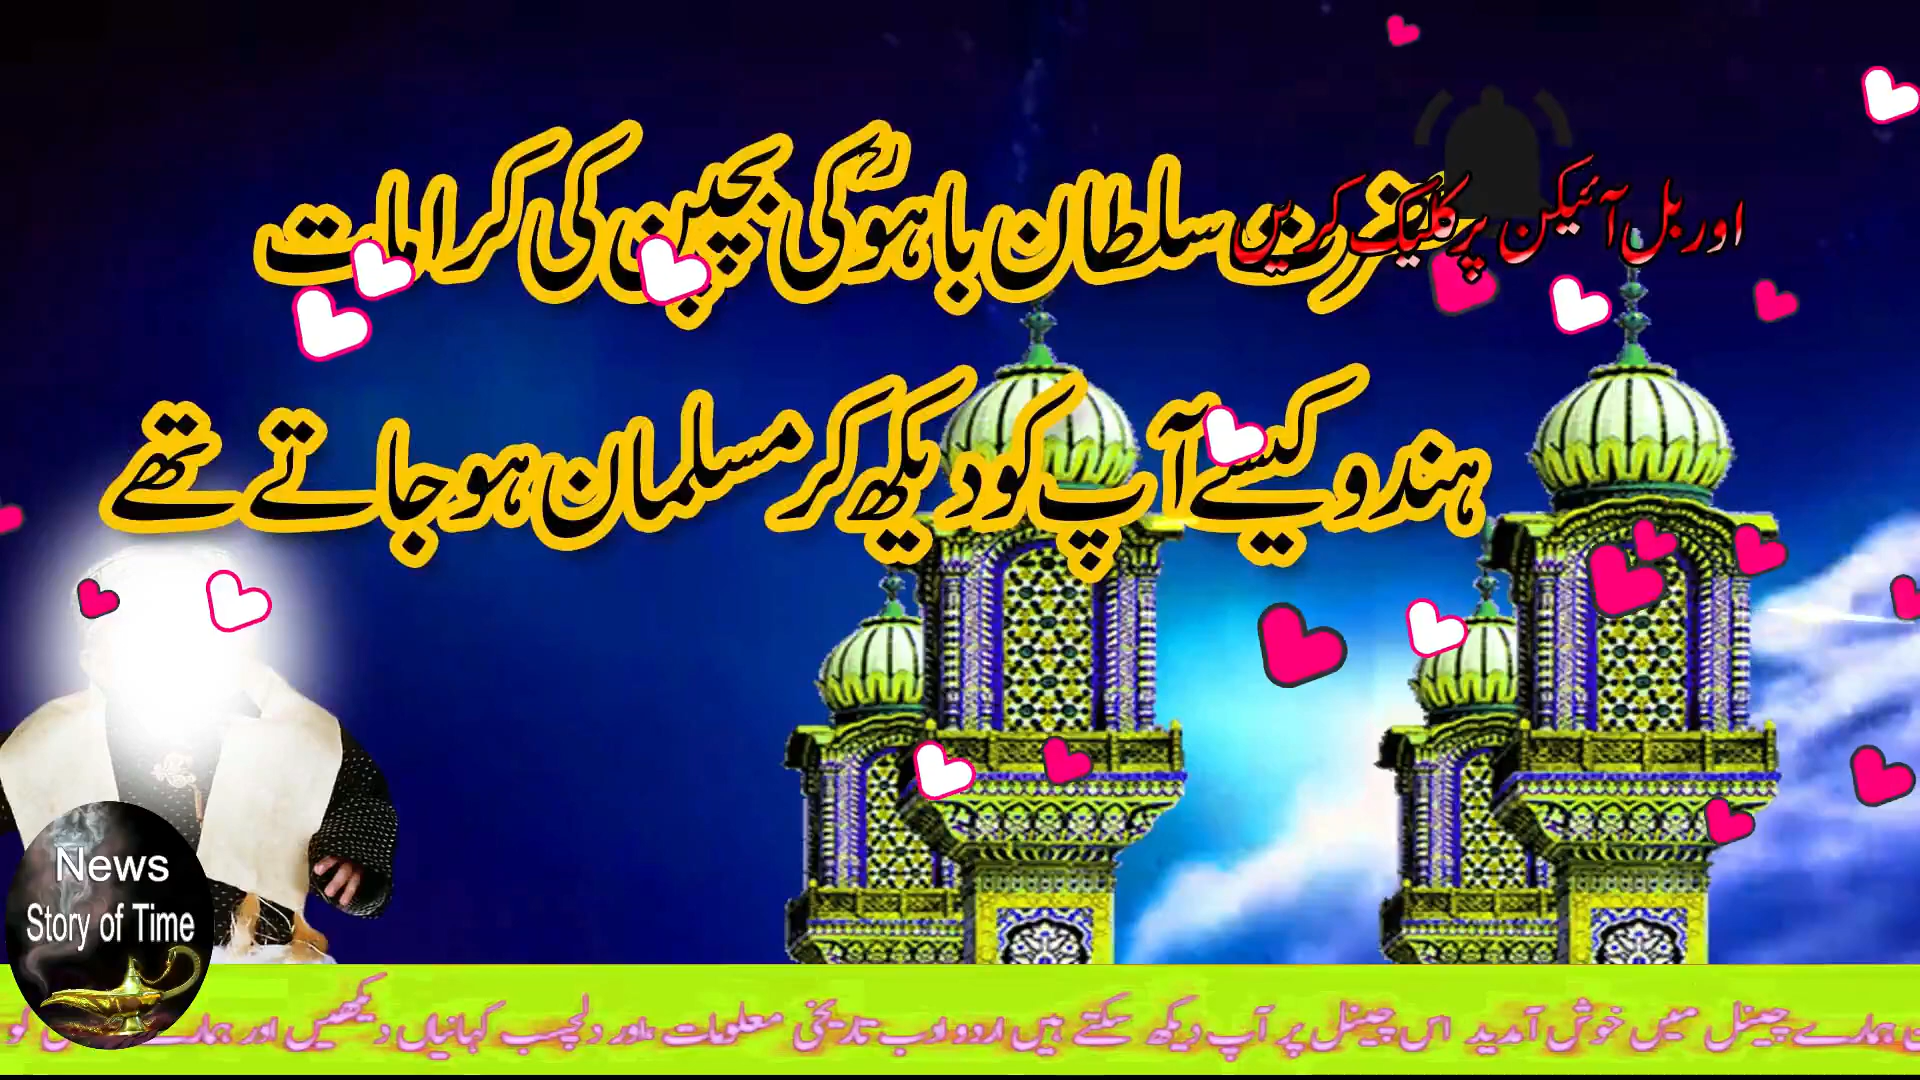 اور بل آئیکن پر کلیک کریں
سلطان باہوؒ کی بچپن کی کرامات
ہندو کیسے آپ کو دیکھ کر مسلمان ہو جاتے تھے
News
Story of Time
ہمارے چینل میں خوش آمدید اس چینل پر آپ دیکھ سکتے ہیں اردو ادب تاریخی معلومات اور دلچسپ کہانیاں دیکھیں اور ہمارے کو